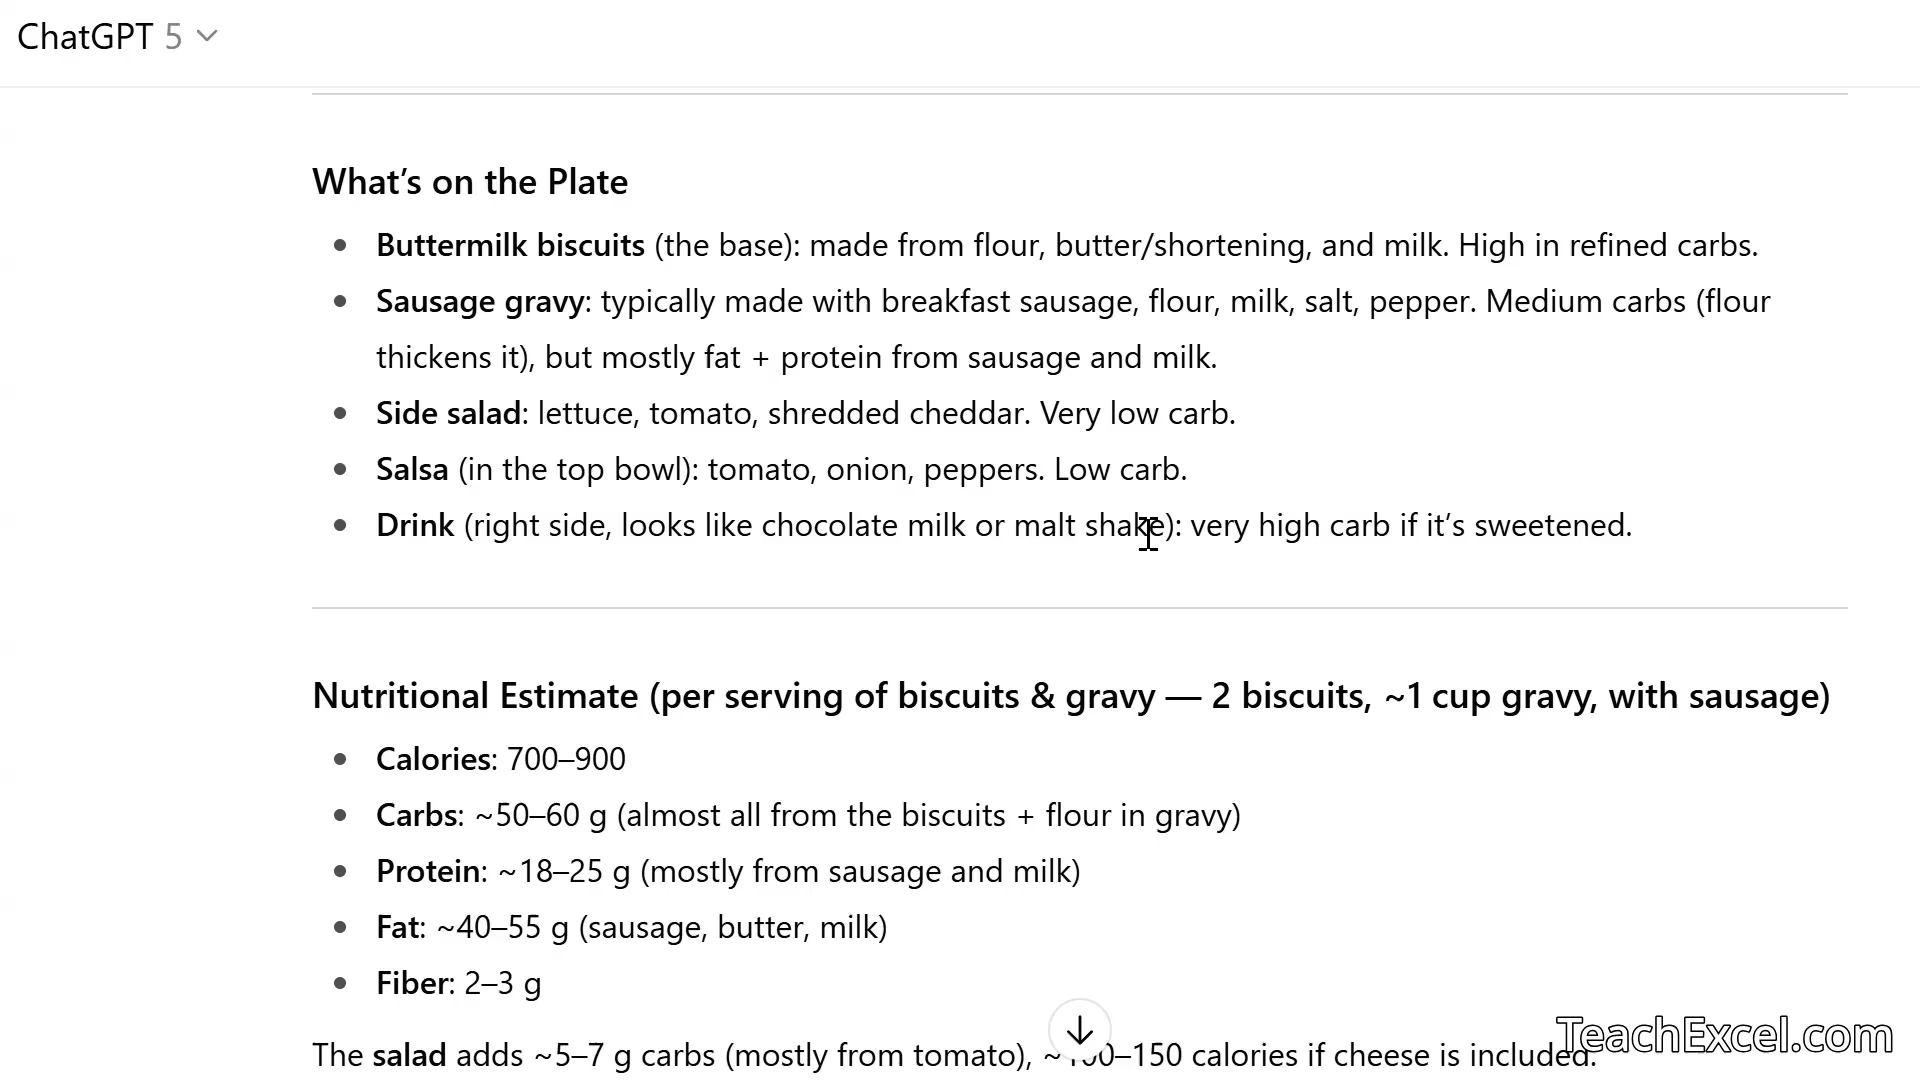 ChatGPT 5
What's on the Plate
Buttermilk biscuits (the base): made from flour, butter/shortening, and milk. High in refined carbs.
Sausage gravy: typically made with breakfast sausage, flour, milk, salt, pepper. Medium carbs (flour
thickens it), but mostly fat + protein from sausage and milk.
Side salad: lettuce, tomato, shredded cheddar. Very low carb.
Salsa (in the top bowl): tomato, onion, peppers. Low carb.
Drink (right side, looks like chocolate milk or malt shake): very high carb if it's sweetened.
Nutritional Estimate (per serving of biscuits & gravy — 2 biscuits, ~1 cup gravy, with sausage)
Calories: 700–900
Carbs: ~50–60 g (almost all from the biscuits + flour in gravy)
Protein: ~18–25 g (mostly from sausage and milk)
Fat: ~40–55 g (sausage, butter, milk)
Fiber: 2–3 g
The salad adds ~5–7 g carbs (mostly from tomato), ~100–150 calories if cheese is included.
TeachExcel.com